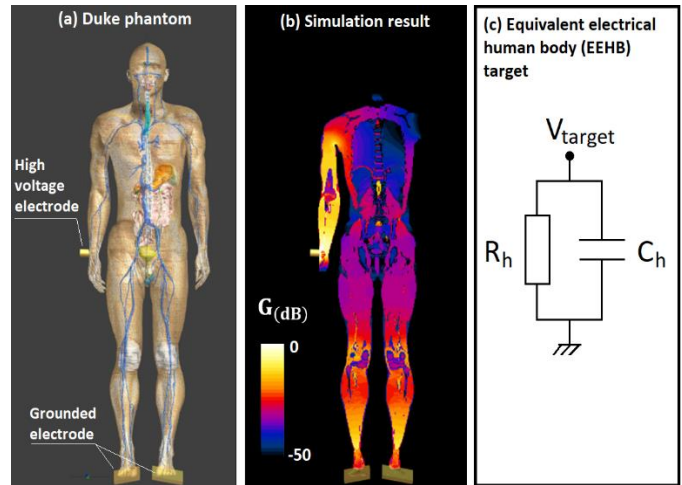 (a) Duke phantom
High
voltage
electrode
Grounded
electrode
(b) Simulation result
G(dB)
0
-50
(c) Equivalent electrical
human body (EEHB)
target
Vtarget
Rh
Ch